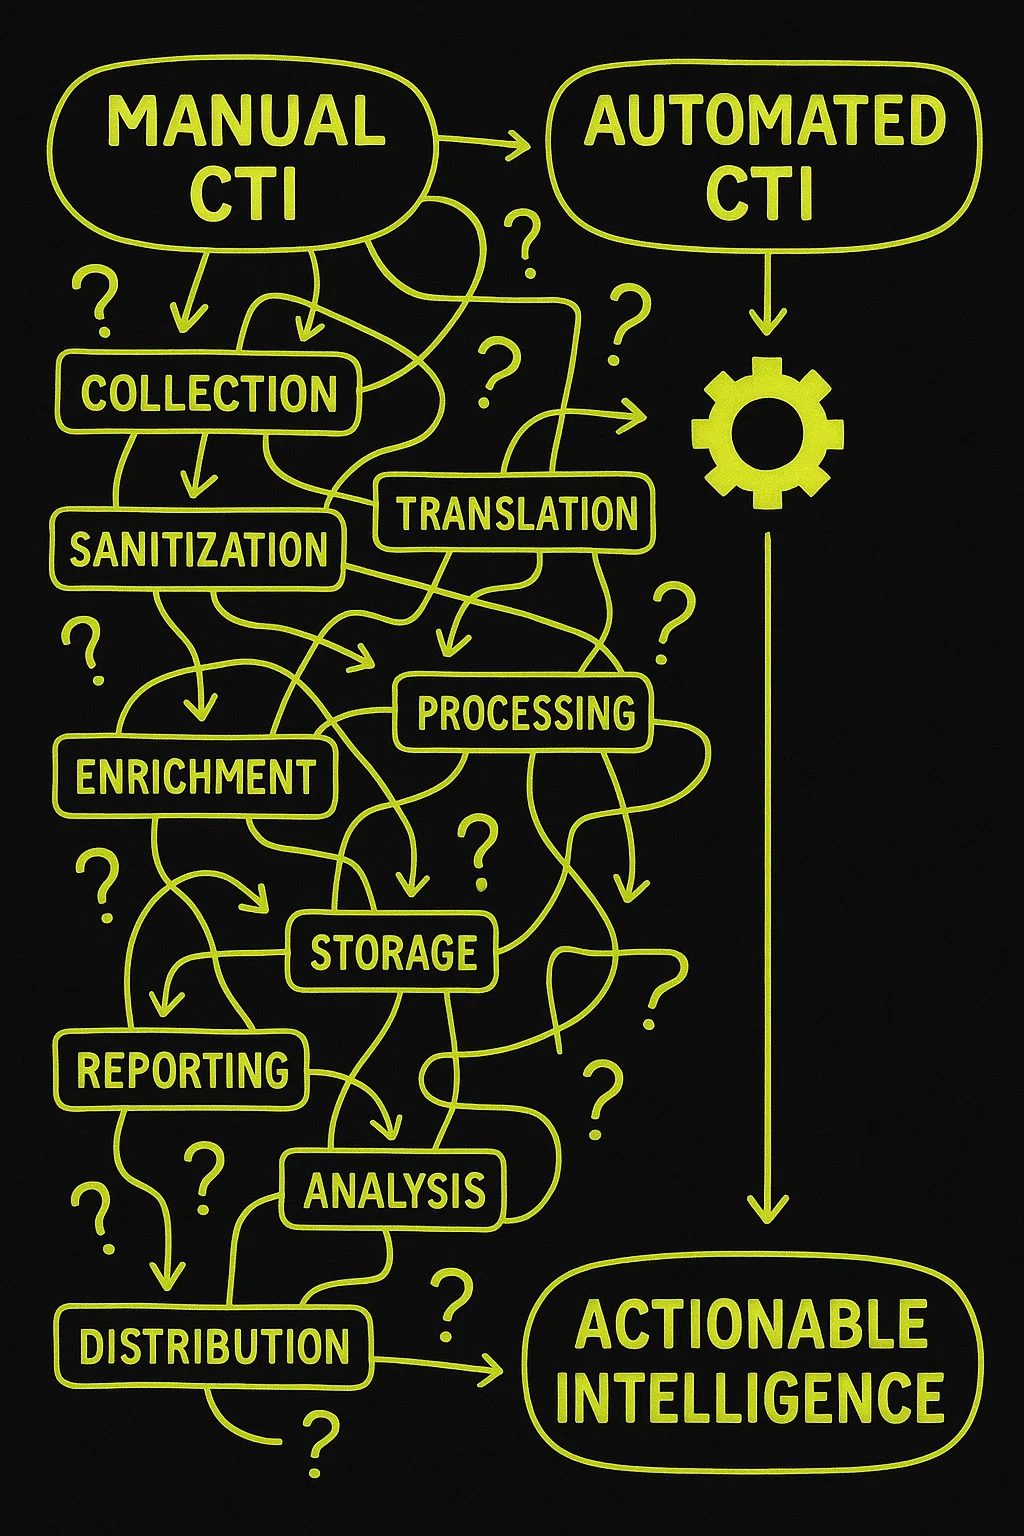 MANUAL
CTI
AUTOMATED
CTI
?
?
?
?
COLLECTION
TRANSLATION
SANITIZATION
?
?
PROCESSING
ENRICHMENT
?
?
STORAGE
?
REPORTING
?
?
ANALYSIS
?
?
DISTRIBUTION
ACTIONABLE
INTELLIGENCE
?